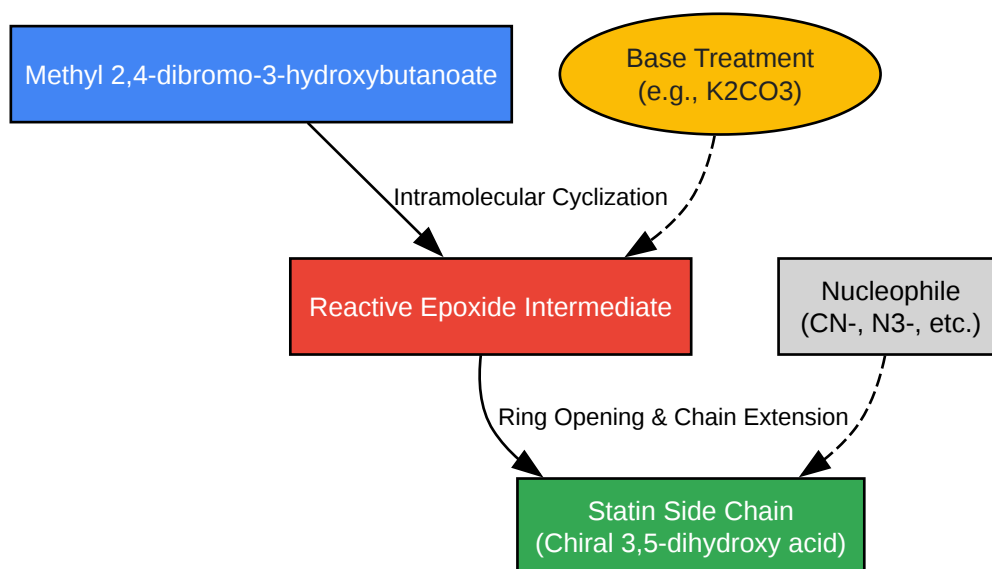 Methyl 2,4-dibromo-3-hydroxybutanoate
Base Treatment
(e.g., K2CO3)
Intramolecular Cyclization
Reactive Epoxide Intermediate
Nucleophile
(CN-, N3-, etc.)
Ring Opening & Chain Extension
Statin Side Chain
(Chiral 3,5-dihydroxy acid)